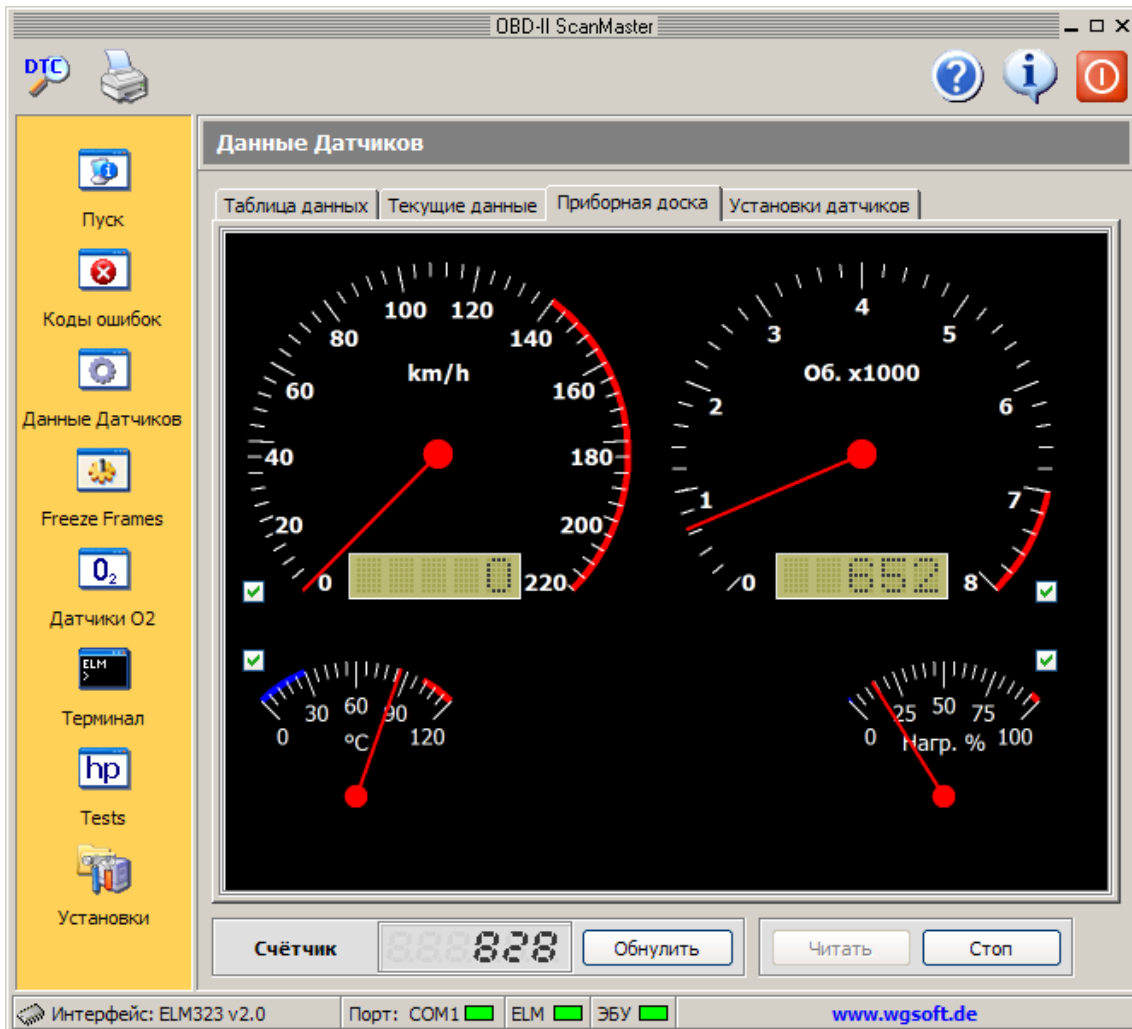 OBD-II ScanMaster
DTC
Данные Датчиков
Таблица данных Текущие данные Приборная доска Установки датчиков
Пуск
Коды ошибок
Данные Датчиков
Freeze Frames
O2
Датчики O2
ELM
>
Терминал
hp
Tests
Установки
km/h
0 20 40 60 80 100 120 140 160 180 200 220
0
Об. x1000
0 1 2 3 4 5 6 7 8
652
0 30 60 90 120
°C
0 25 50 75 100
Нагр. %
Счётчик 828 Обнулить Читать Стоп
Интерфейс: ELM323 v2.0 Порт: COM1 ELM ЭБУ www.wgsoft.de